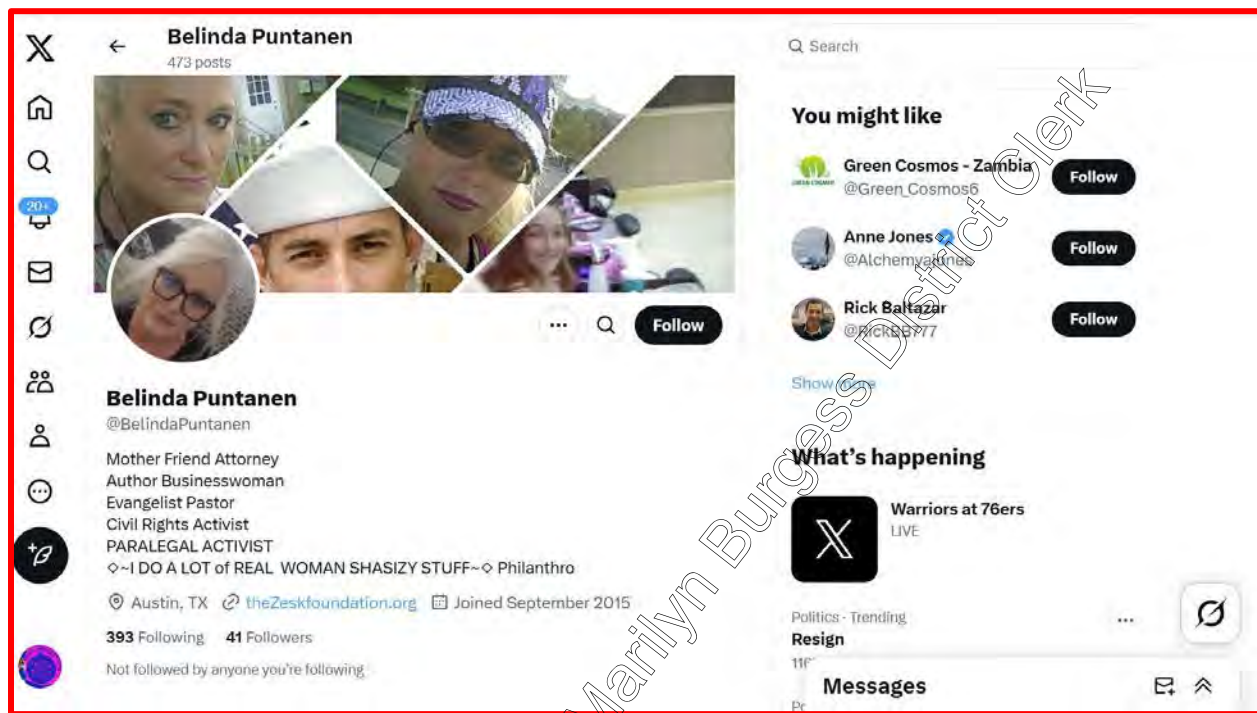 Belinda Puntanen
473 posts
Belinda Puntanen
@BelindaPuntanen
Mother Friend Attorney
Author Businesswoman
Evangelist Pastor
Civil Rights Activist
PARALEGAL ACTIVIST
◇~I DO A LOT of REAL WOMAN SHASIZY STUFF~◇ Philanthro
Austin, TX theZeskfoundation.org Joined September 2015
393 Following 41 Followers
Not followed by anyone you're following
Follow
20+
Search
You might like
Green Cosmos - Zambia
@Green_Cosmos6
Follow
Anne Jones
Follow
Rick Baltazar
@RickBB777
Follow
Show more
What's happening
Warriors at 76ers
LIVE
Politics · Trending
Resign
Messages
Marilyn Burgess District Clerk